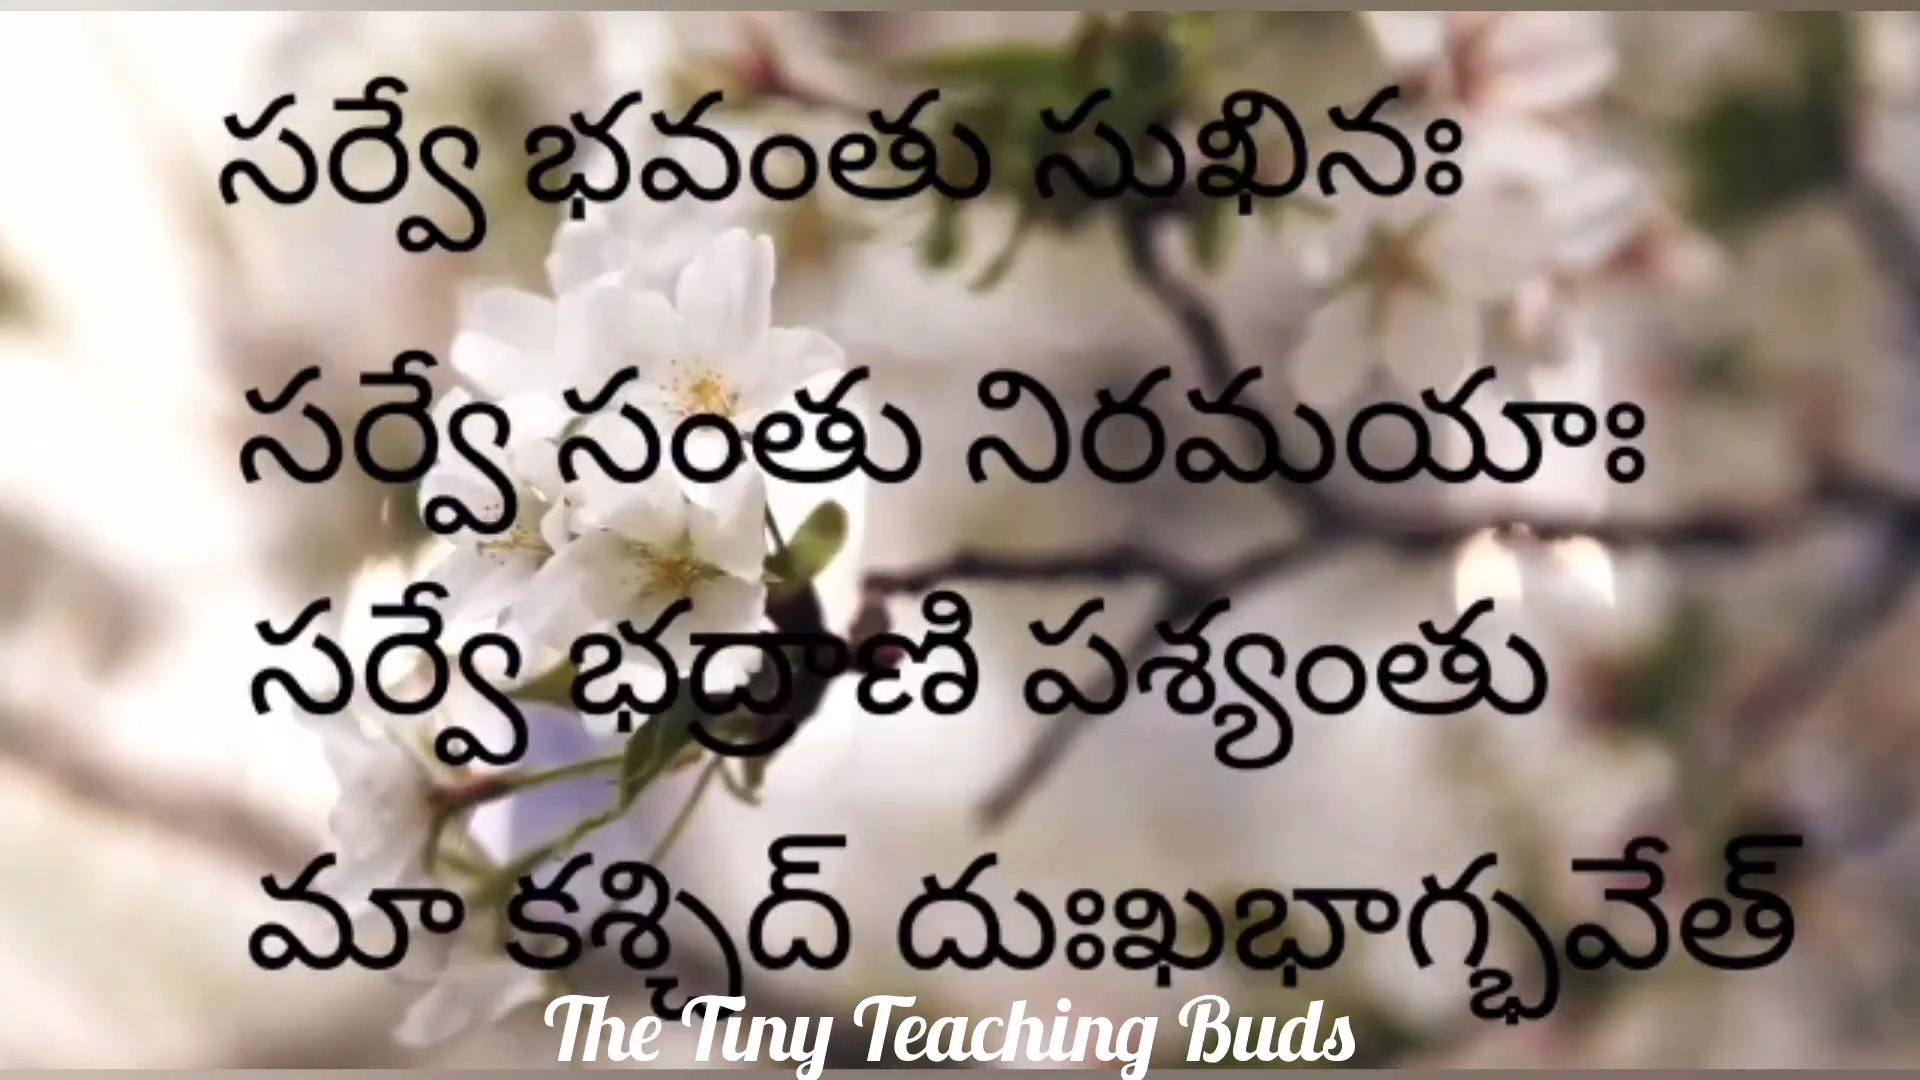 సర్వే భవంతు సుఖినః
సర్వే సంతు నిరమయాః
సర్వే భద్రాణి పశ్యంతు
మా కశ్చిద్ దుఃఖభాగ్భవేత్
The Tiny Teaching Buds